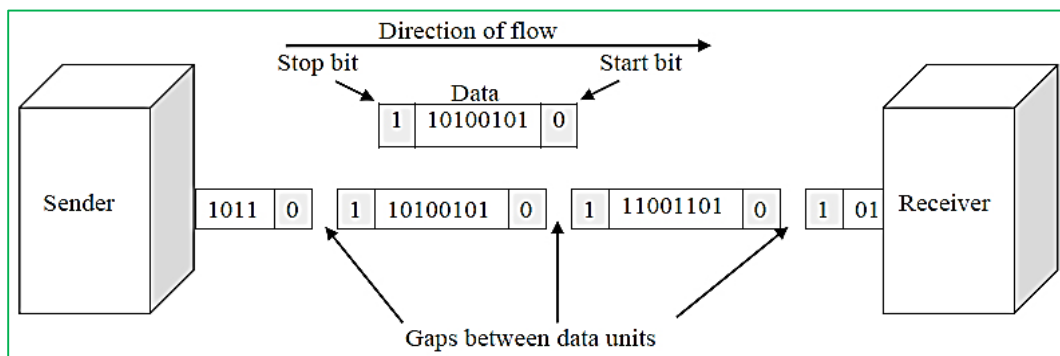 Direction of flow
Stop bit
Start bit
Data
1 10100101 0
Sender
1011 0
1 10100101 0
1 11001101 0
1 01
Receiver
Gaps between data units